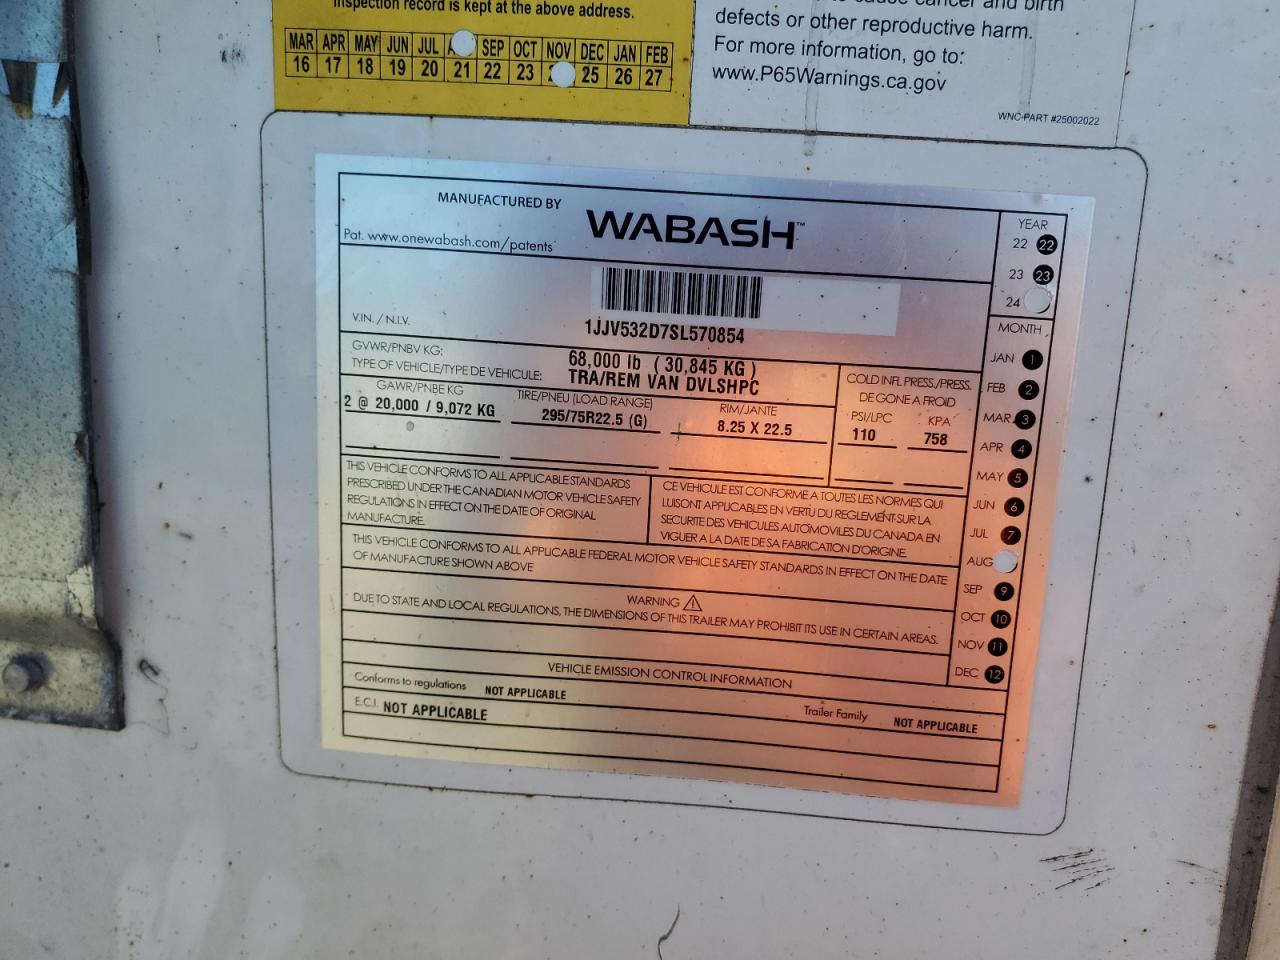 inspection record is kept at the above address.
MAR APR MAY JUN JUL SEP OCT NOV DEC JAN FEB
16 17 18 19 20 21 22 23 25 26 27
to cause cancer and birth
defects or other reproductive harm.
For more information, go to:
www.P65Warnings.ca.gov
WNC-PART #25002022
MANUFACTURED BY
WABASH™
Pat. www.onewabash.com/patents
YEAR
22 22
23 23
24
V.I.N. / N.I.V.
1JJV532D7SL570854
GVWR/PNBV KG:
68,000 lb ( 30,845 KG )
TYPE OF VEHICLE/TYPE DE VEHICULE:
TRA/REM VAN DVLSHPC
GAWR/PNBE KG
2 @ 20,000 / 9,072 KG
TIRE/PNEU (LOAD RANGE)
295/75R22.5 (G)
RIM/JANTE
8.25 X 22.5
COLD INFL PRESS./PRESS.
DE GONE A FROID
PSI/LPC KPA
110 758
THIS VEHICLE CONFORMS TO ALL APPLICABLE STANDARDS
PRESCRIBED UNDER THE CANADIAN MOTOR VEHICLE SAFETY
REGULATIONS IN EFFECT ON THE DATE OF ORIGINAL
MANUFACTURE.
CE VEHICULE EST CONFORME A TOUTES LES NORMES QUI
LUI SONT APPLICABLES EN VERTU DU REGLEMENT SUR LA
SECURITE DES VEHICULES AUTOMOVILES DU CANADA EN
VIGUER A LA DATE DE SA FABRICATION D'ORIGINE.
THIS VEHICLE CONFORMS TO ALL APPLICABLE FEDERAL MOTOR VEHICLE SAFETY STANDARDS IN EFFECT ON THE DATE
OF MANUFACTURE SHOWN ABOVE
WARNING
DUE TO STATE AND LOCAL REGULATIONS, THE DIMENSIONS OF THIS TRAILER MAY PROHIBIT ITS USE IN CERTAIN AREAS.
VEHICLE EMISSION CONTROL INFORMATION
Conforms to regulations NOT APPLICABLE
E.C.I. NOT APPLICABLE
Trailer Family NOT APPLICABLE
MONTH
JAN 1
FEB 2
MAR 3
APR 4
MAY 5
JUN 6
JUL 7
AUG
SEP 9
OCT 10
NOV 11
DEC 12